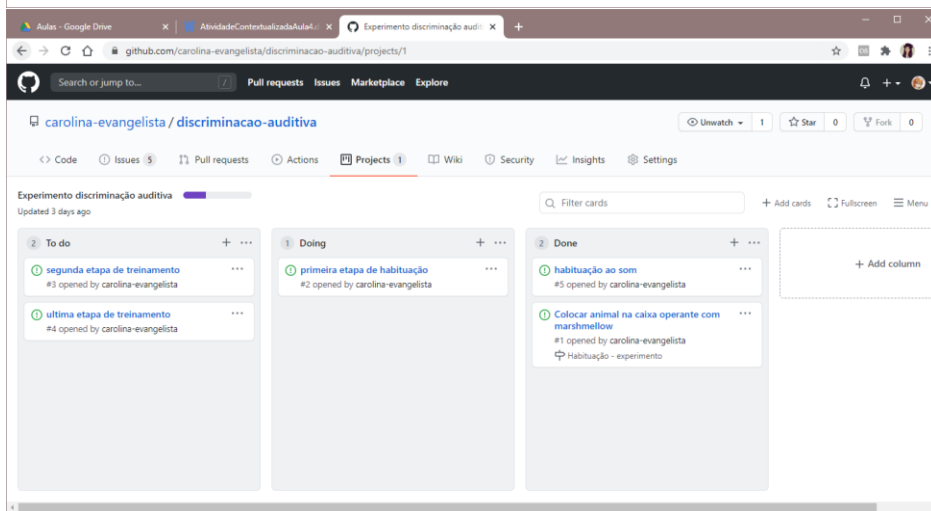 Aulas - Google Drive
AtividadeContextualizadaAula4.
Experimento discriminação audit
github.com/carolina-evangelista/discriminacao-auditiva/projects/1
Search or jump to...
/
Pull requests Issues Marketplace Explore
carolina-evangelista / discriminacao-auditiva
Unwatch 1
Star 0
Fork 0
Code
Issues 5
Pull requests
Actions
Projects 1
Wiki
Security
Insights
Settings
Experimento discriminação auditiva
Updated 3 days ago
Filter cards
+ Add cards
Fullscreen
Menu
2 To do
segunda etapa de treinamento
#3 opened by carolina-evangelista
ultima etapa de treinamento
#4 opened by carolina-evangelista
1 Doing
primeira etapa de habituação
#2 opened by carolina-evangelista
2 Done
habituação ao som
#5 opened by carolina-evangelista
Colocar animal na caixa operante com
marshmellow
#1 opened by carolina-evangelista
Habituação - experimento
+ Add column